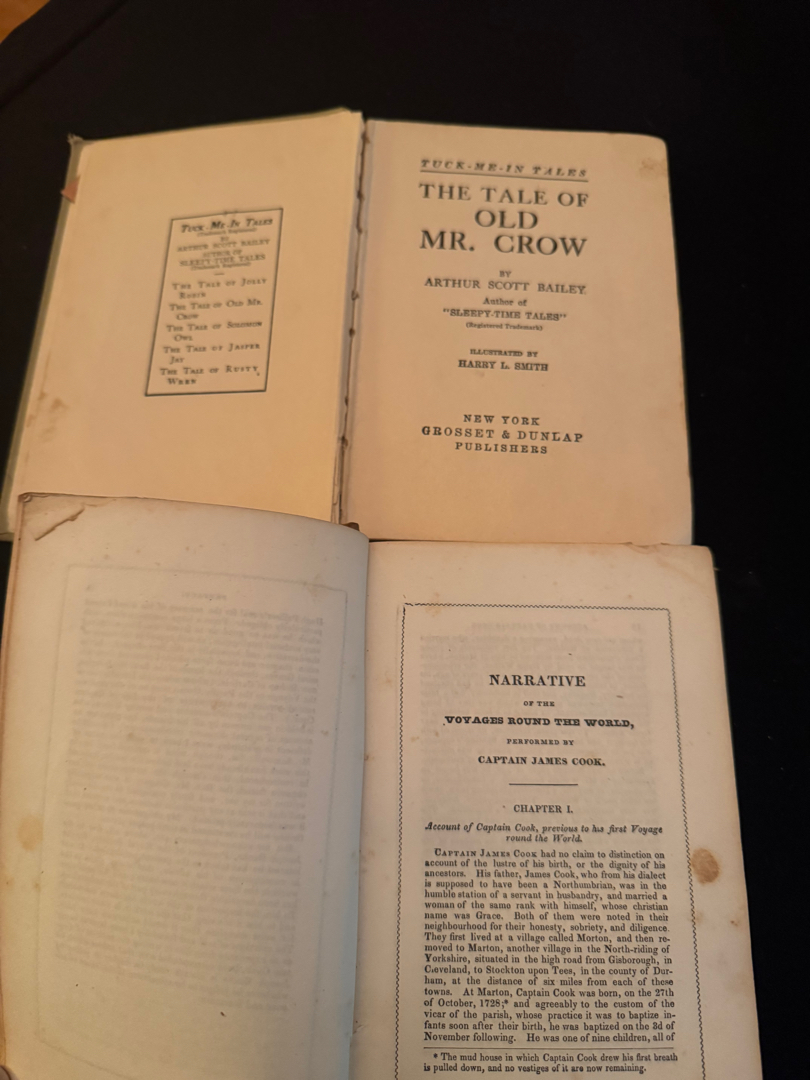 TUCK-ME-IN TALES
(Trademark Registered)
BY
ARTHUR SCOTT BAILEY
AUTHOR OF
SLEEPY-TIME TALES
(Trademark Registered)
THE TALE OF JOLLY
ROBIN
THE TALE OF OLD MR.
CROW
THE TALE OF SOLOMON
OWL
THE TALE OF JASPER
JAY
THE TALE OF RUSTY
WREN
TUCK-ME-IN TALES
THE TALE OF
OLD
MR. CROW
BY
ARTHUR SCOTT BAILEY
Author of
"SLEEPY-TIME TALES"
(Registered Trademark)
ILLUSTRATED BY
HARRY L. SMITH
NEW YORK
GROSSET & DUNLAP
PUBLISHERS
NARRATIVE
OF THE
VOYAGES ROUND THE WORLD,
PERFORMED BY
CAPTAIN JAMES COOK.
CHAPTER I.
Account of Captain Cook, previous to his first Voyage
round the World.
CAPTAIN JAMES COOK had no claim to distinction on
account of the lustre of his birth, or the dignity of his
ancestors. His father, James Cook, who from his dialect
is supposed to have been a Northumbrian, was in the
humble station of a servant in husbandry, and married a
woman of the same rank with himself, whose christian
name was Grace. Both of them were noted in their
neighbourhood for their honesty, sobriety, and diligence.
They first lived at a village called Morton, and then re-
moved to Marton, another village in the North-riding of
Yorkshire, situated in the high road from Gisborough, in
Cleveland, to Stockton upon Tees, in the county of Dur-
ham, at the distance of six miles from each of these
towns. At Marton, Captain Cook was born, on the 27th
of October, 1728;* and agreeably to the custom of the
vicar of the parish, whose practice it was to baptize in-
fants soon after their birth, he was baptized on the 3d of
November following. He was one of nine children, all of
* The mud house in which Captain Cook drew his first breath
is pulled down, and no vestiges of it are now remaining.